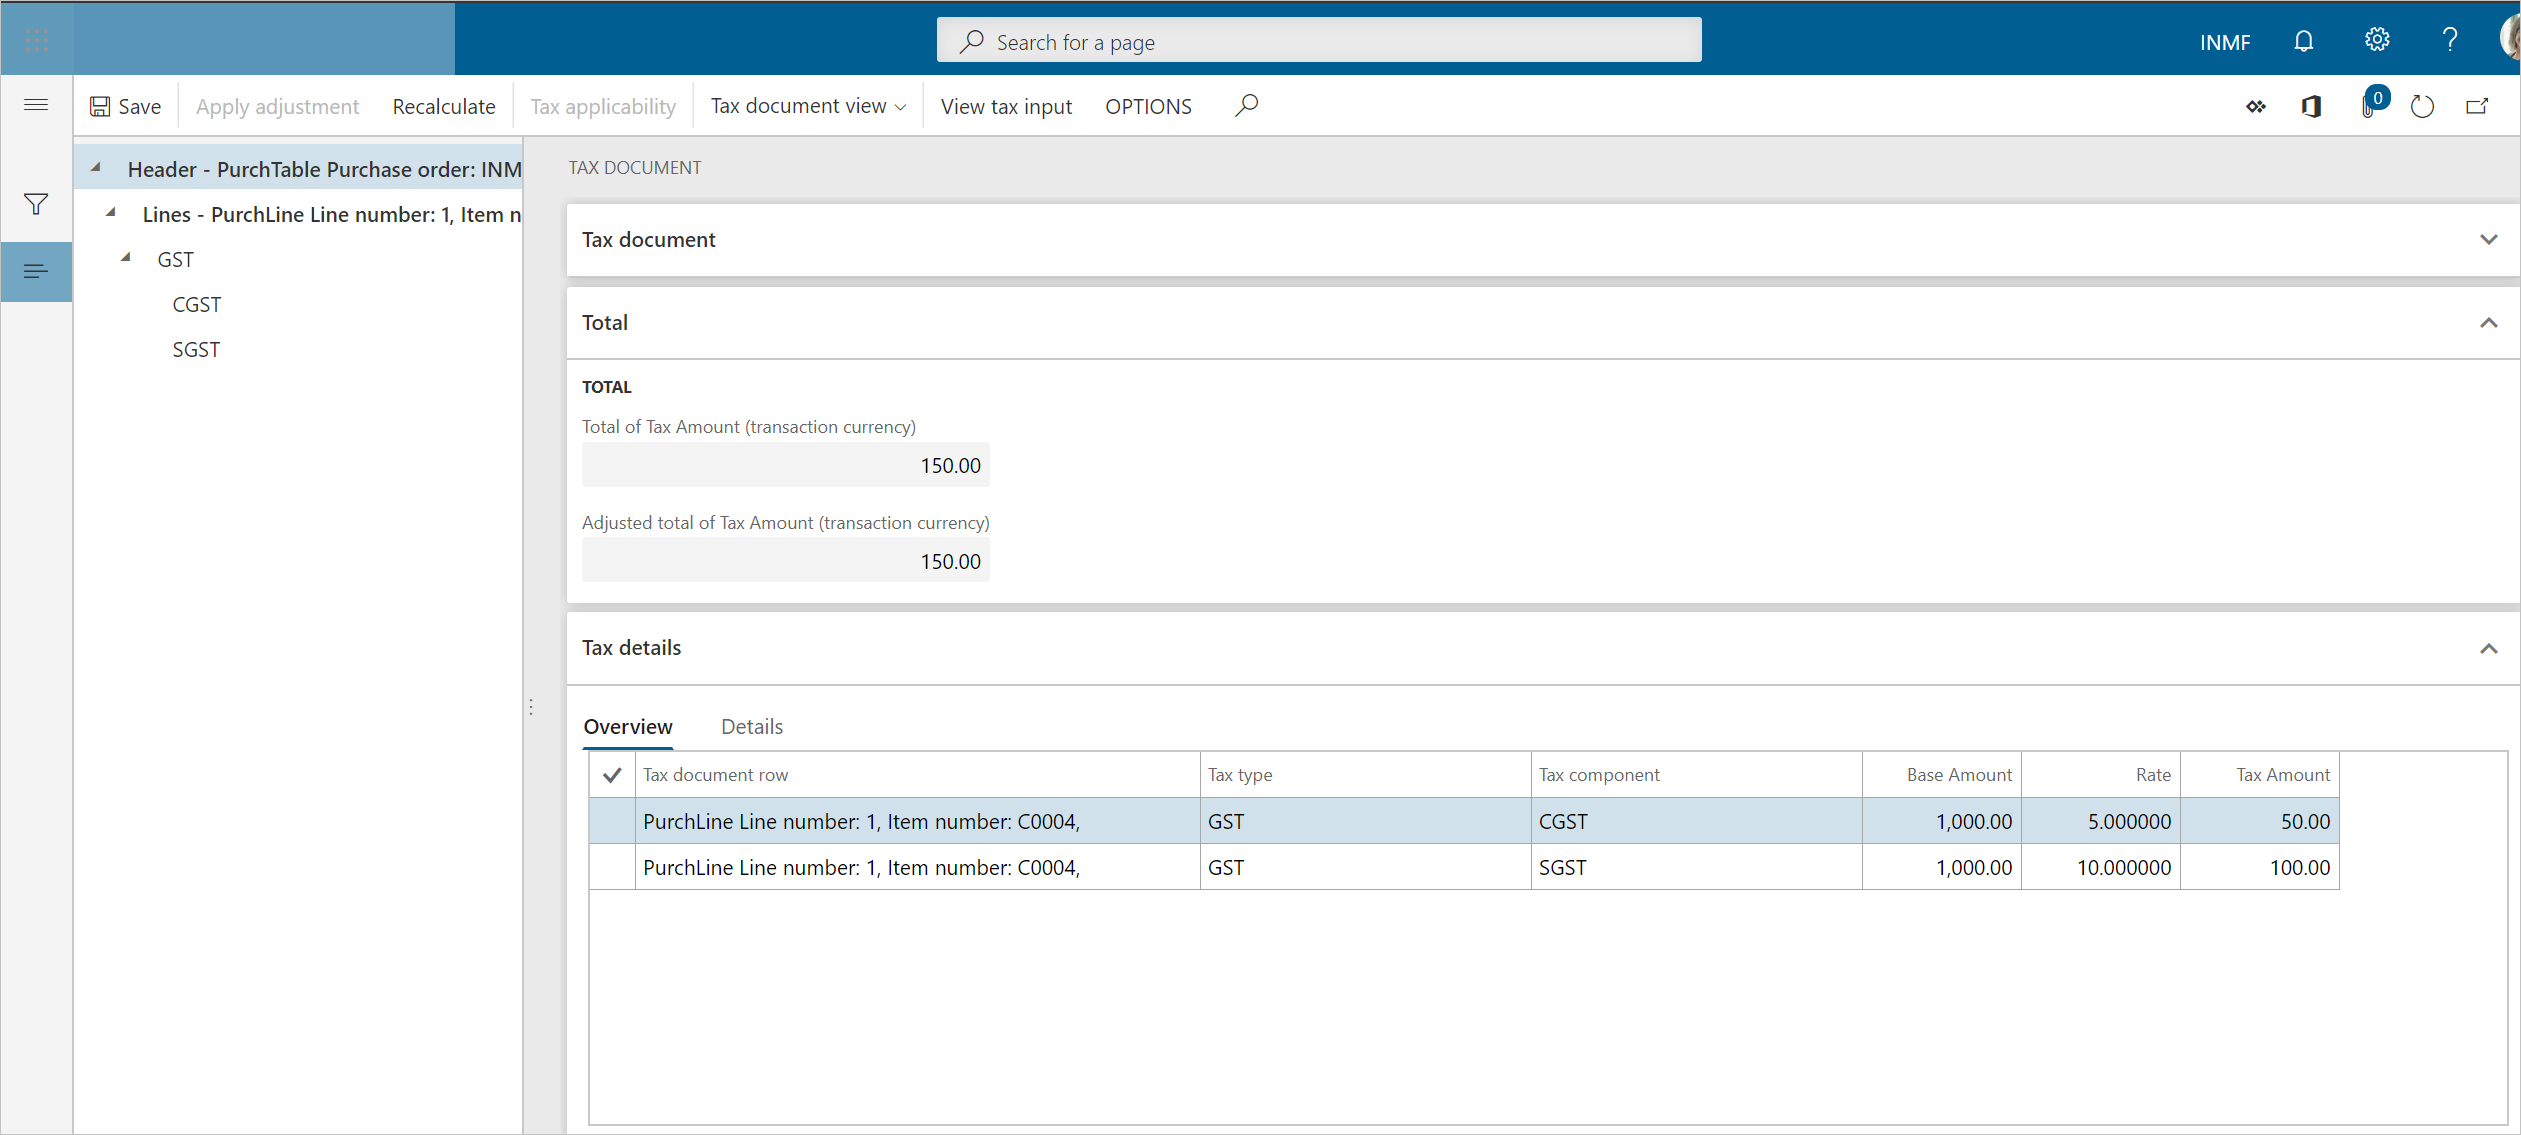 Search for a page
INMF
Save
Apply adjustment
Recalculate
Tax applicability
Tax document view
View tax input
OPTIONS
0
Header - PurchTable Purchase order: INM
Lines - PurchLine Line number: 1, Item n
GST
CGST
SGST
TAX DOCUMENT
Tax document
Total
TOTAL
Total of Tax Amount (transaction currency)
150.00
Adjusted total of Tax Amount (transaction currency)
150.00
Tax details
Overview Details
Tax document row Tax type Tax component Base Amount Rate Tax Amount
PurchLine Line number: 1, Item number: C0004, GST CGST 1,000.00 5.000000 50.00
PurchLine Line number: 1, Item number: C0004, GST SGST 1,000.00 10.000000 100.00